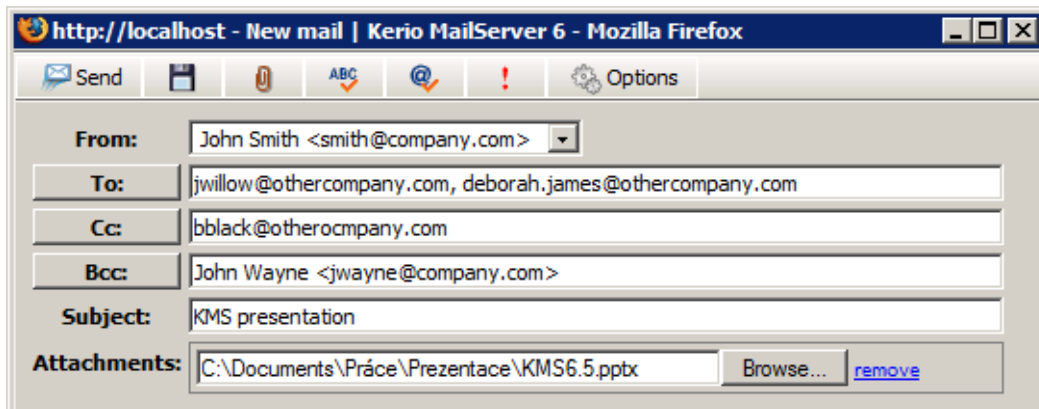 http://localhost - New mail | Kerio MailServer 6 - Mozilla Firefox
Send ABC Options
From: John Smith <smith@company.com>
To: jwillow@othercompany.com, deborah.james@othercompany.com
Cc: bblack@otherocmpany.com
Bcc: John Wayne <jwayne@company.com>
Subject: KMS presentation
Attachments: C:\Documents\Práce\Prezentace\KMS6.5.pptx Browse... remove